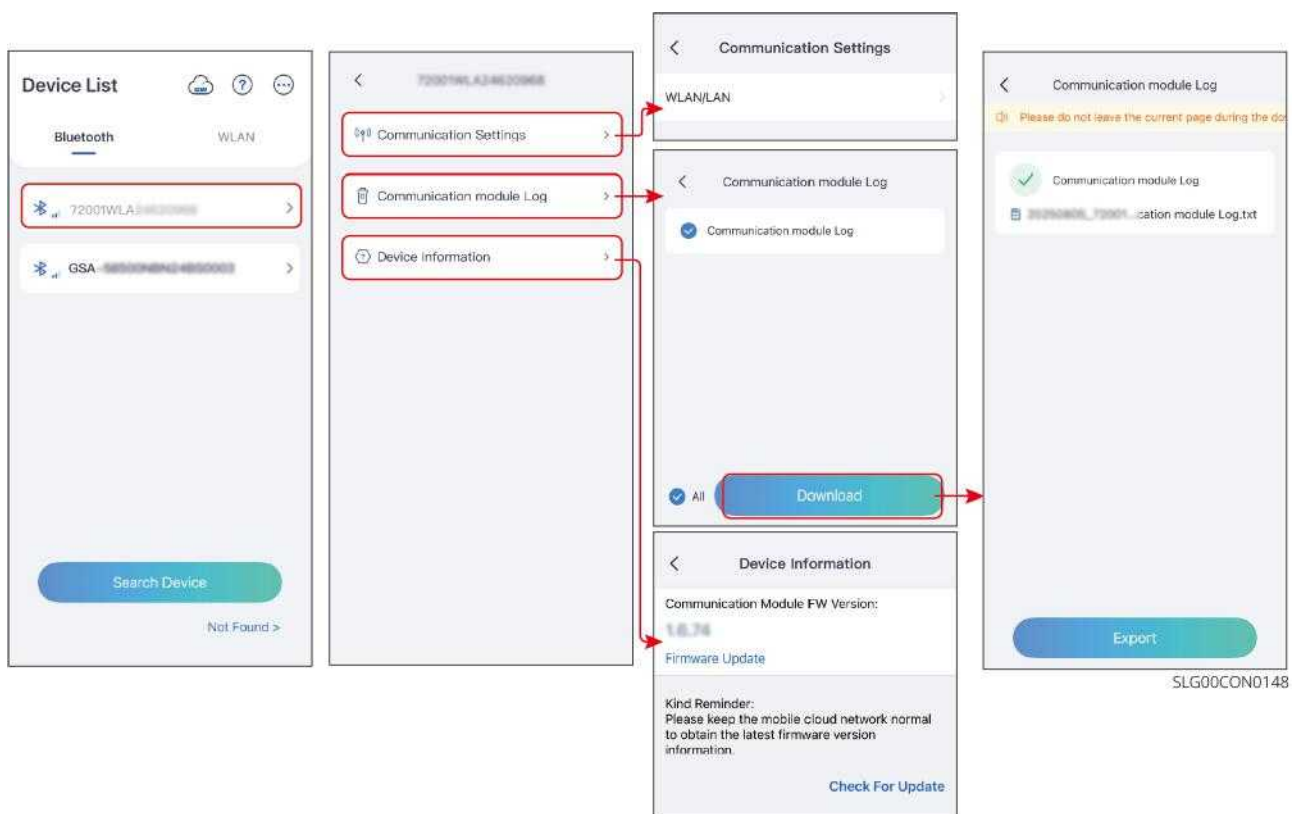 Device List
Bluetooth
WLAN
72001WLA
GSA
Search Device
Not Found >
Communication Settings
Communication module Log
Device Information
Communication Settings
WLAN/LAN
Communication module Log
Communication module Log
All
Download
Device Information
Communication Module FW Version:
Firmware Update
Kind Reminder:
Please keep the mobile cloud network normal
to obtain the latest firmware version
information.
Check For Update
Communication module Log
Please do not leave the current page during the do
Communication module Log
cation module Log.txt
Export
SLG00CON0148